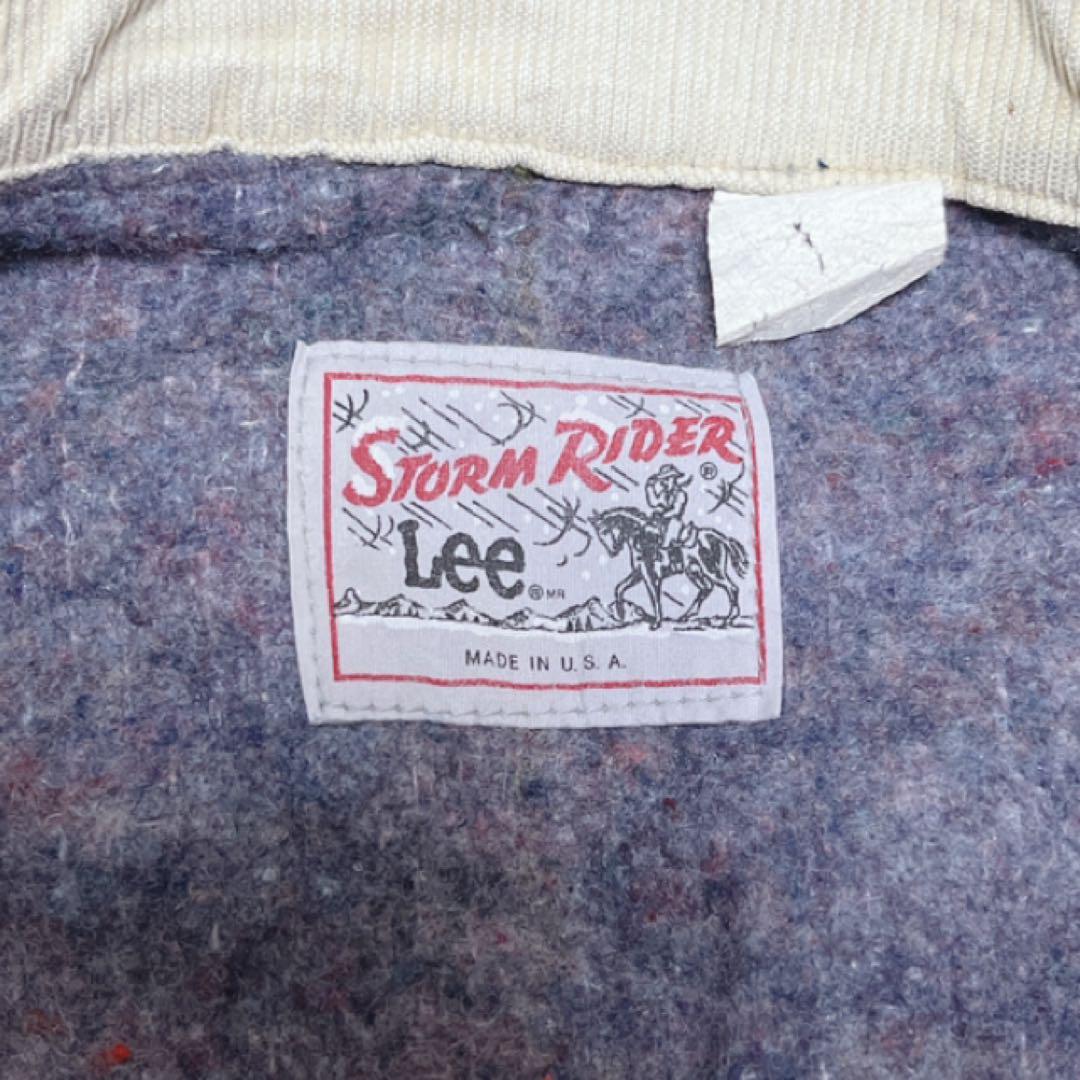 STORM RIDER
®
Lee ® MR
MADE IN U.S.A.